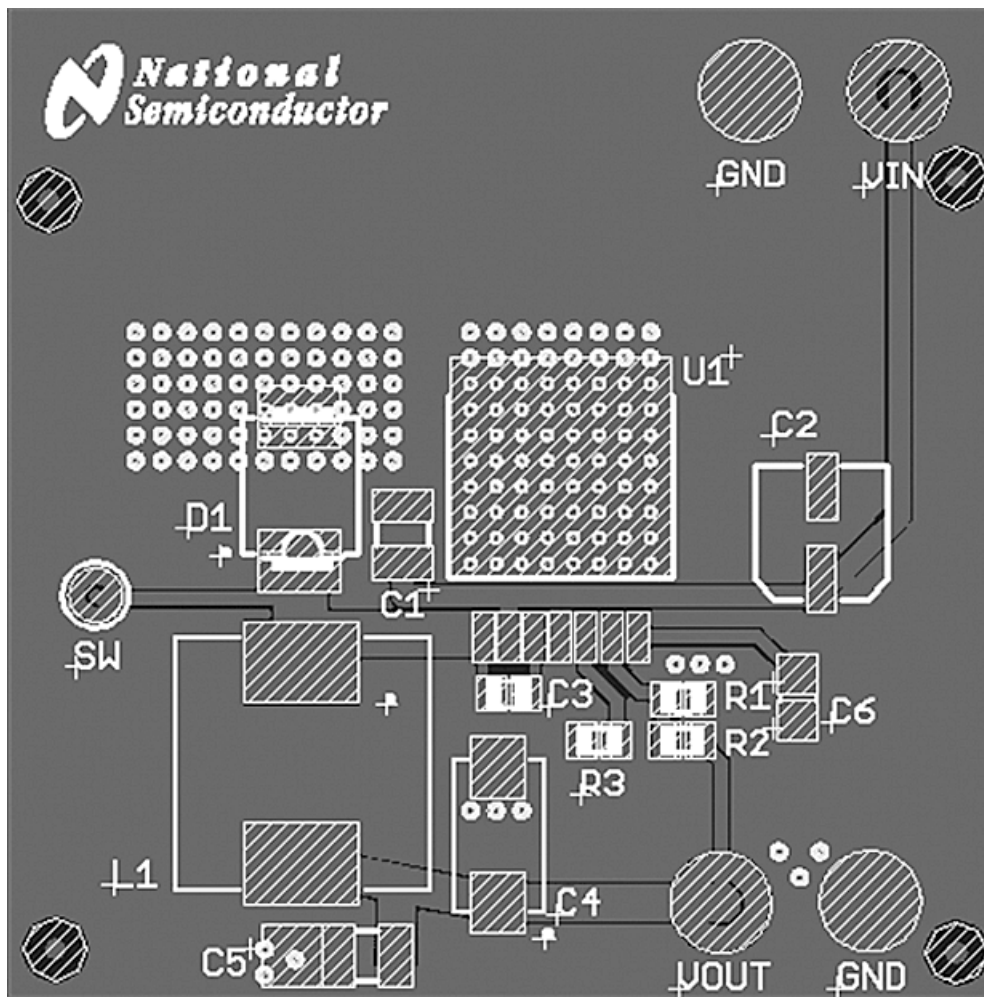 National
Semiconductor
GND
VIN
U1
C2
D1
C1
SW
C3
R1
C6
R2
R3
L1
C4
C5
VOUT
GND